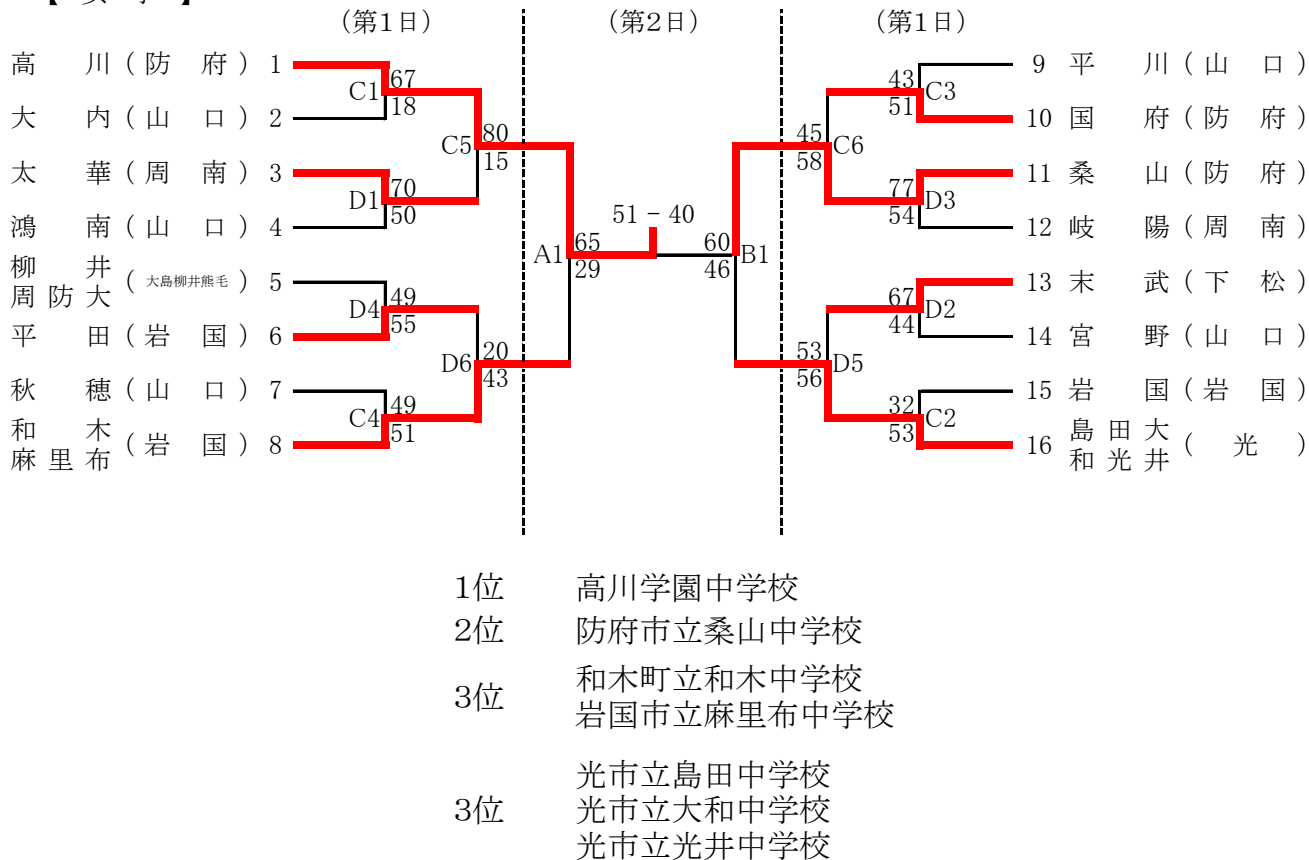 (第1日) (第2日) (第1日)
高川(防府) 1
大内(山口) 2
太華(周南) 3
鴻南(山口) 4
柳井
周防大
(大島柳井熊毛) 5
平田(岩国) 6
秋穂(山口) 7
和木
麻里布
(岩国) 8
C1 67
18
D1 70
50
D4 49
55
C4 49
51
C5 80
15
D6 20
43
A1 65
29
51－40
60 B1
46
45 C6
58
53 D5
56
43 C3
51
77 D3
54
67 D2
44
32 C2
53
9 平川(山口)
10 国府(防府)
11 桑山(防府)
12 岐陽(周南)
13 末武(下松)
14 宮野(山口)
15 岩国(岩国)
16 島田大
和光井
(光)
1位 高川学園中学校
2位 防府市立桑山中学校
3位 和木町立和木中学校
岩国市立麻里布中学校
3位 光市立島田中学校
光市立大和中学校
光市立光井中学校